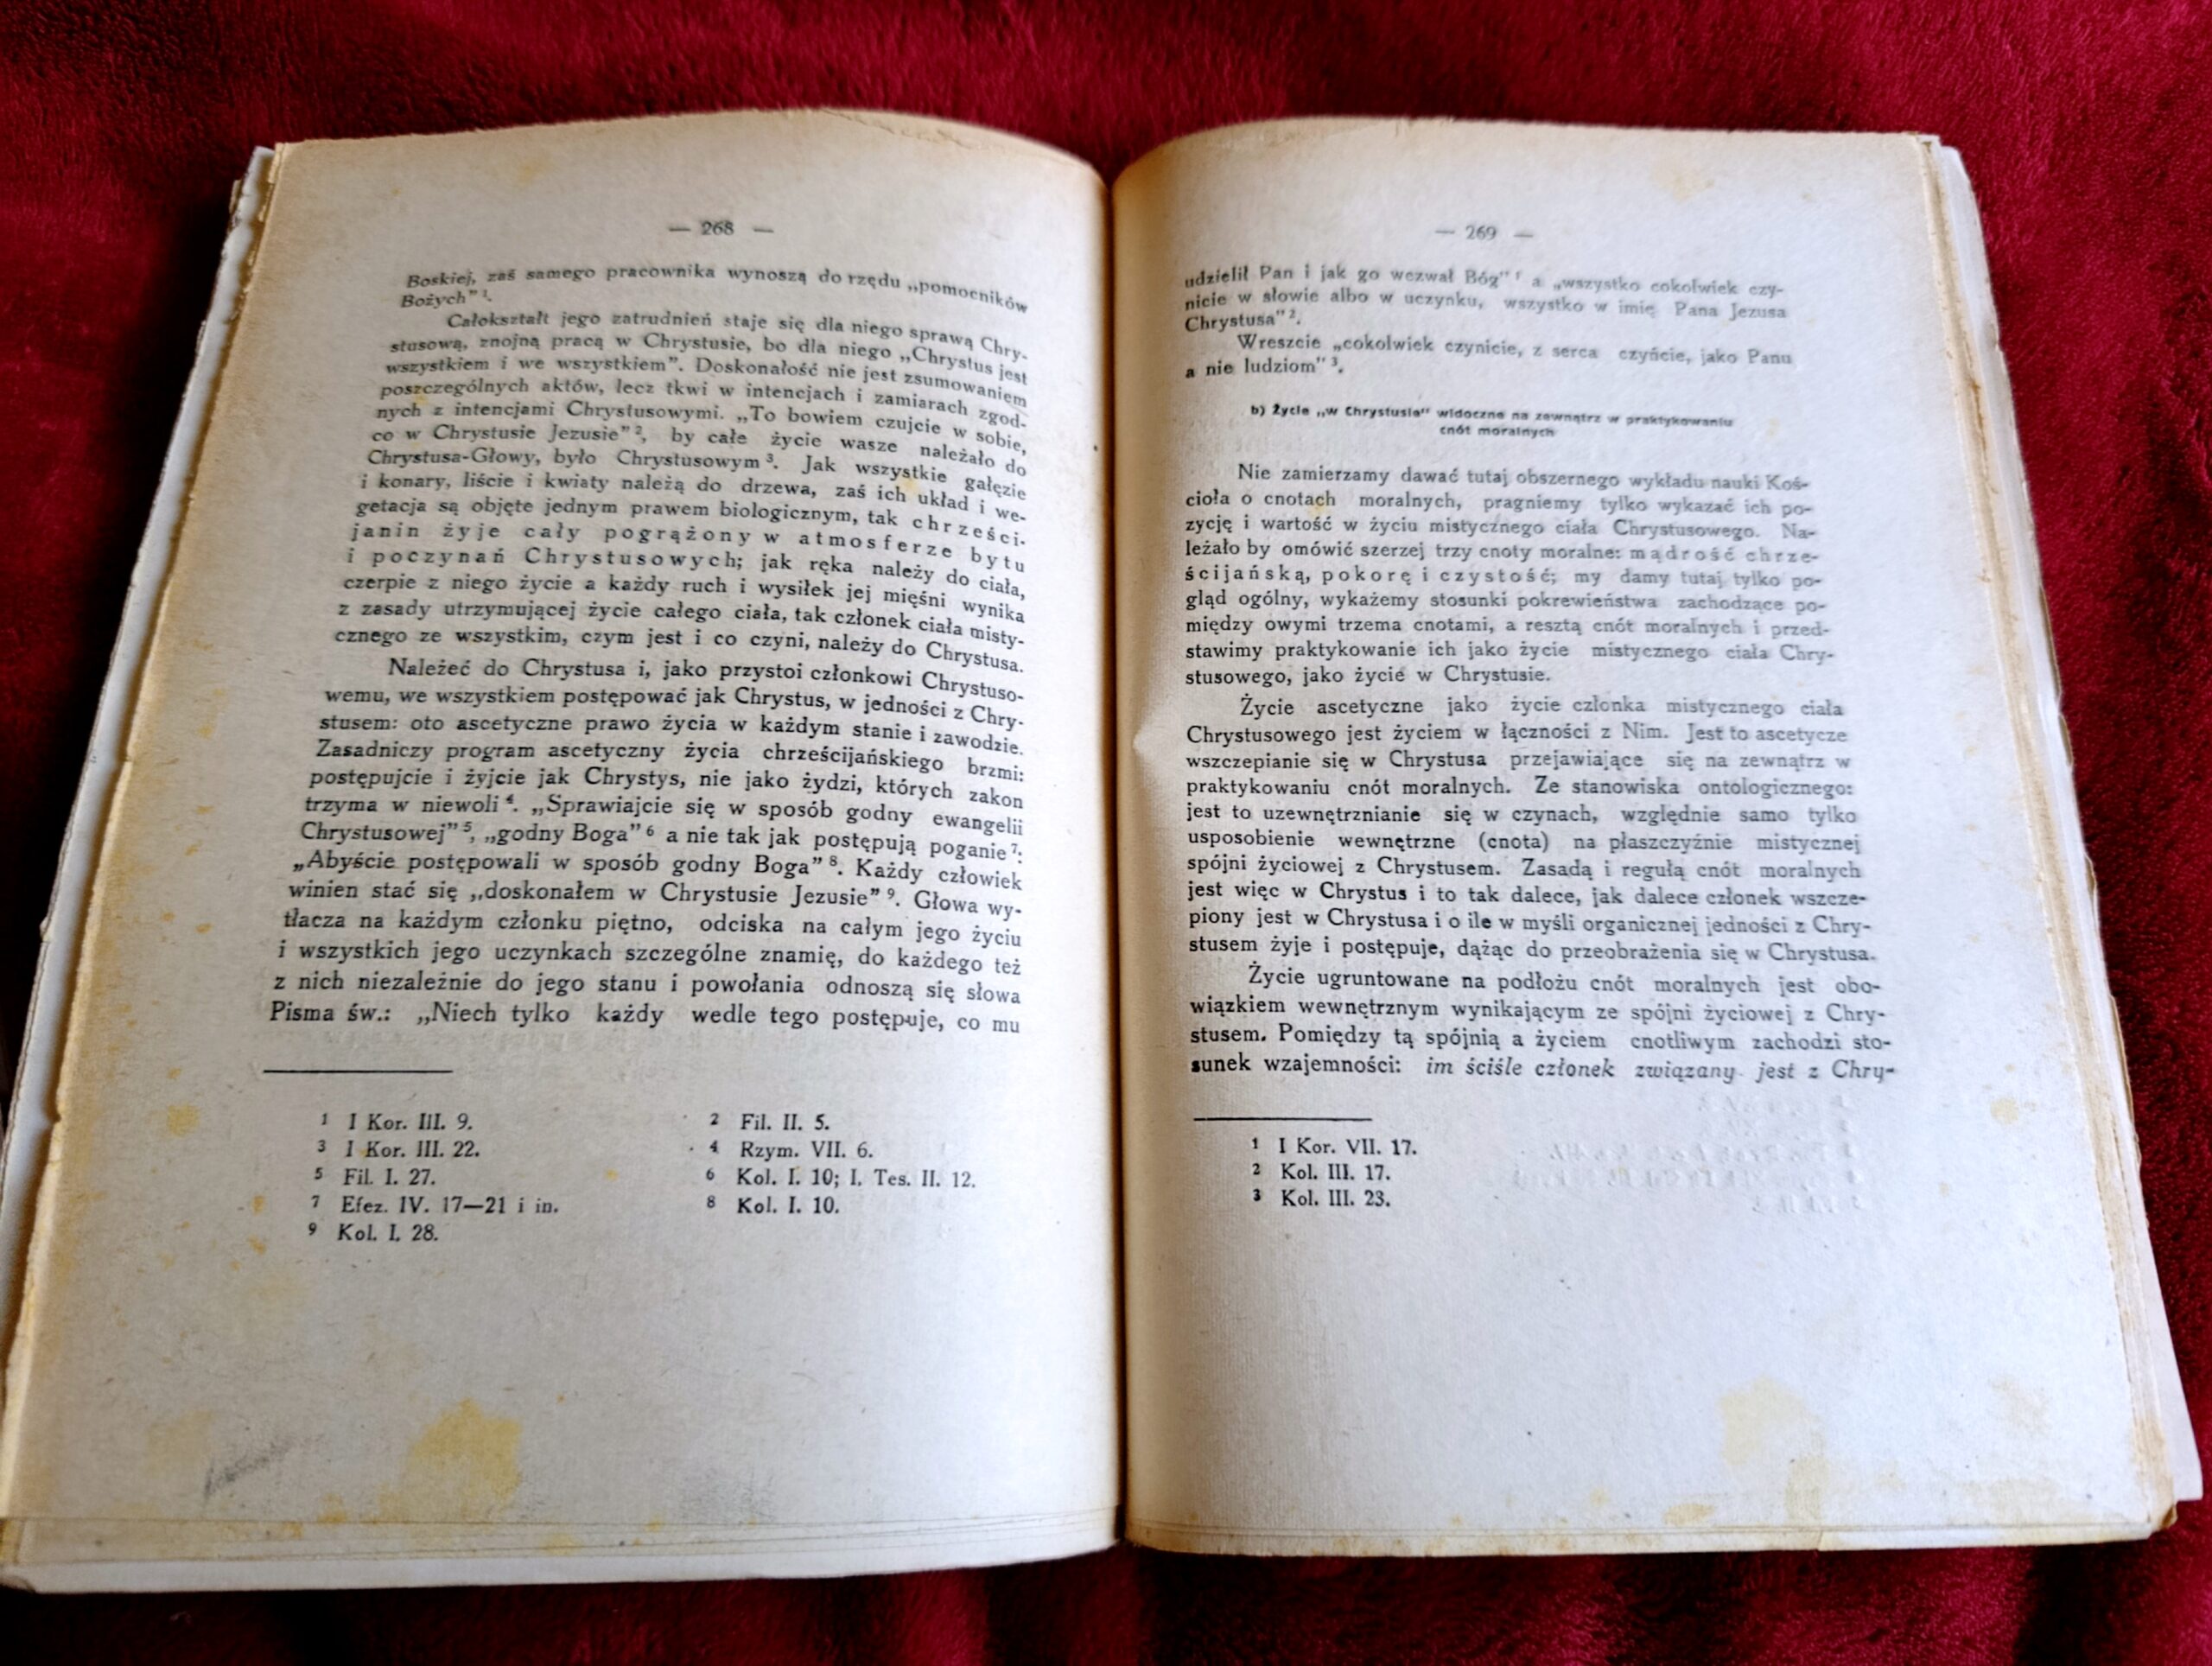 — 268 —
Boskiej, zaś samego pracownika wynoszą do rzędu „pomocników
Bożych” ¹.
Całokształt jego zatrudnień staje się dla niego sprawą Chry-
stusową, znojną pracą w Chrystusie, bo dla niego „Chrystus jest
wszystkiem i we wszystkiem”. Doskonałość nie jest zsumowaniem
poszczególnych aktów, lecz tkwi w intencjach i zamiarach zgod-
nych z intencjami Chrystusowymi. „To bowiem czujcie w sobie,
co w Chrystusie Jezusie” ², by całe życie wasze należało do
Chrystusa-Głowy, było Chrystusowym ³. Jak wszystkie gałęzie
i konary, liście i kwiaty należą do drzewa, zaś ich układ i we-
getacja są objęte jednym prawem biologicznym, tak chrześci-
janin żyje cały pogrążony w atmosferze bytu
i poczynań Chrystusowych; jak ręka należy do ciała,
czerpie z niego życie a każdy ruch i wysiłek jej mięśni wynika
z zasady utrzymującej życie całego ciała, tak członek ciała misty-
cznego ze wszystkim, czym jest i co czyni, należy do Chrystusa.
Należeć do Chrystusa i, jako przystoi członkowi Chrystuso-
wemu, we wszystkiem postępować jak Chrystus, w jedności z Chry-
stusem: oto ascetyczne prawo życia w każdym stanie i zawodzie.
Zasadniczy program ascetyczny życia chrześcijańskiego brzmi:
postępujcie i żyjcie jak Chrystys, nie jako żydzi, których zakon
trzyma w niewoli ⁴. „Sprawiajcie się w sposób godny ewangelii
Chrystusowej” ⁵, „godny Boga” ⁶ a nie tak jak postępują poganie ⁷:
„Abyście postępowali w sposób godny Boga” ⁸. Każdy człowiek
winien stać się „doskonałem w Chrystusie Jezusie” ⁹. Głowa wy-
tłacza na każdym członku piętno, odciska na całym jego życiu
i wszystkich jego uczynkach szczególne znamię, do każdego też
z nich niezależnie do jego stanu i powołania odnoszą się słowa
Pisma św.: „Niech tylko każdy wedle tego postępuje, co mu
¹ I Kor. III. 9.
² Fil. II. 5.
³ I Kor. III. 22.
⁴ Rzym. VII. 6.
⁵ Fil. I. 27.
⁶ Kol. I. 10; I. Tes. II. 12.
⁷ Efez. IV. 17—21 i in.
⁸ Kol. I. 10.
⁹ Kol. I. 28.
— 269 —
udzielił Pan i jak go wezwał Bóg” ¹ a „wszystko cokolwiek czy-
nicie w słowie albo w uczynku, wszystko w imię Pana Jezusa
Chrystusa” ².
Wreszcie „cokolwiek czynicie, z serca czyńcie, jako Panu
a nie ludziom” ³.
b) Życie „w Chrystusie” widoczne na zewnątrz w praktykowaniu
cnót moralnych
Nie zamierzamy dawać tutaj obszernego wykładu nauki Koś-
cioła o cnotach moralnych, pragniemy tylko wykazać ich po-
zycję i wartość w życiu mistycznego ciała Chrystusowego. Na-
leżało by omówić szerzej trzy cnoty moralne: mądrość chrze-
ścijańską, pokorę i czystość; my damy tutaj tylko po-
gląd ogólny, wykażemy stosunki pokrewieństwa zachodzące po-
między owymi trzema cnotami, a resztą cnót moralnych i przed-
stawimy praktykowanie ich jako życie mistycznego ciała Chry-
stusowego, jako życie w Chrystusie.
Życie ascetyczne jako życie członka mistycznego ciała
Chrystusowego jest życiem w łączności z Nim. Jest to ascetycze
wszczepianie się w Chrystusa przejawiające się na zewnątrz w
praktykowaniu cnót moralnych. Ze stanowiska ontologicznego:
jest to uzewnętrznianie się w czynach, względnie samo tylko
usposobienie wewnętrzne (cnota) na płaszczyźnie mistycznej
spójni życiowej z Chrystusem. Zasadą i regułą cnót moralnych
jest więc w Chrystus i to tak dalece, jak dalece członek wszcze-
piony jest w Chrystusa i o ile w myśli organicznej jedności z Chry-
stusem żyje i postępuje, dążąc do przeobrażenia się w Chrystusa.
Życie ugruntowane na podłożu cnót moralnych jest obo-
wiązkiem wewnętrznym wynikającym ze spójni życiowej z Chry-
stusem. Pomiędzy tą spójnią a życiem cnotliwym zachodzi sto-
sunek wzajemności: im ściśle członek związany jest z Chry-
¹ I Kor. VII. 17.
² Kol. III. 17.
³ Kol. III. 23.